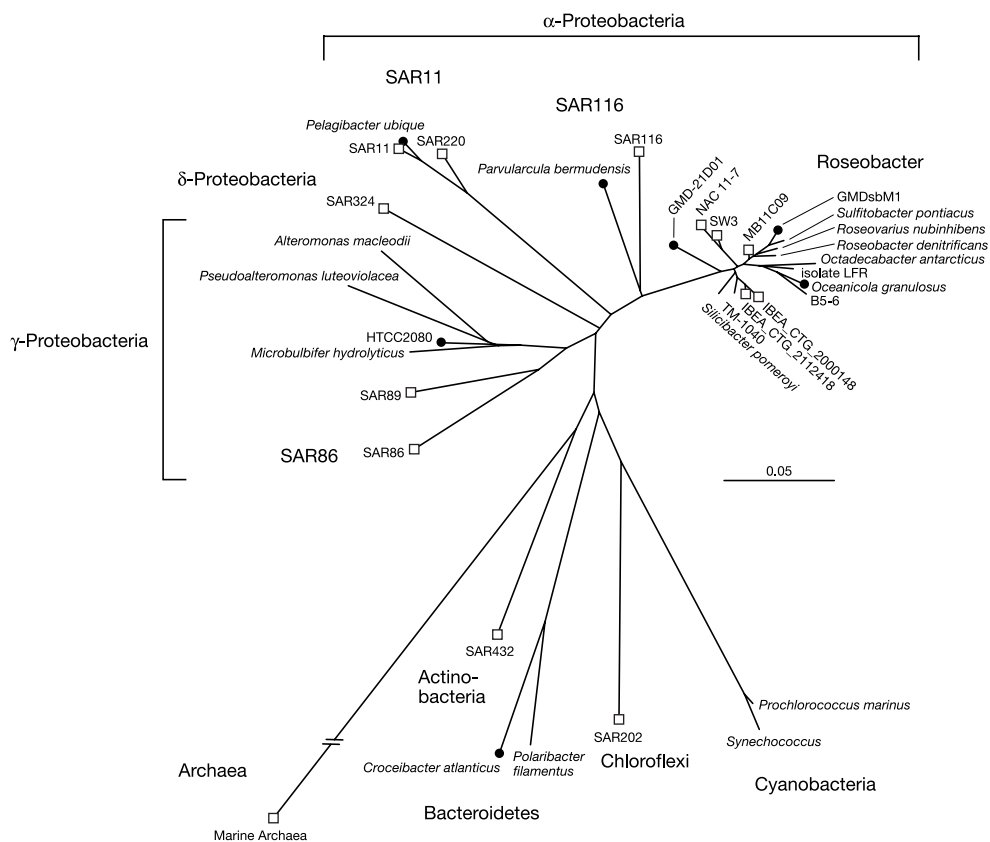 α-Proteobacteria
SAR11
SAR116
Pelagibacter ubique
SAR11
SAR220
SAR116
Parvularcula bermudensis
Roseobacter
δ-Proteobacteria
SAR324
GMD-21D01
NAC 11-7
SW3
MB11C09
GMDsbM1
Sulfitobacter pontiacus
Roseovarius nubinhibens
Roseobacter denitrificans
Octadecabacter antarcticus
isolate LFR
Oceanicola granulosus
B5-6
IBEA_CTG_2000148
IBEA_CTG_2112418
TM-1040
Silicibacter pomeroyi
Alteromonas macleodii
Pseudoalteromonas luteoviolacea
γ-Proteobacteria
HTCC2080
Microbulbifer hydrolyticus
SAR89
SAR86
SAR86
0.05
SAR432
Actino-
bacteria
Prochlorococcus marinus
Synechococcus
SAR202
Chloroflexi
Cyanobacteria
Croceibacter atlanticus
Polaribacter
filamentus
Bacteroidetes
Archaea
Marine Archaea